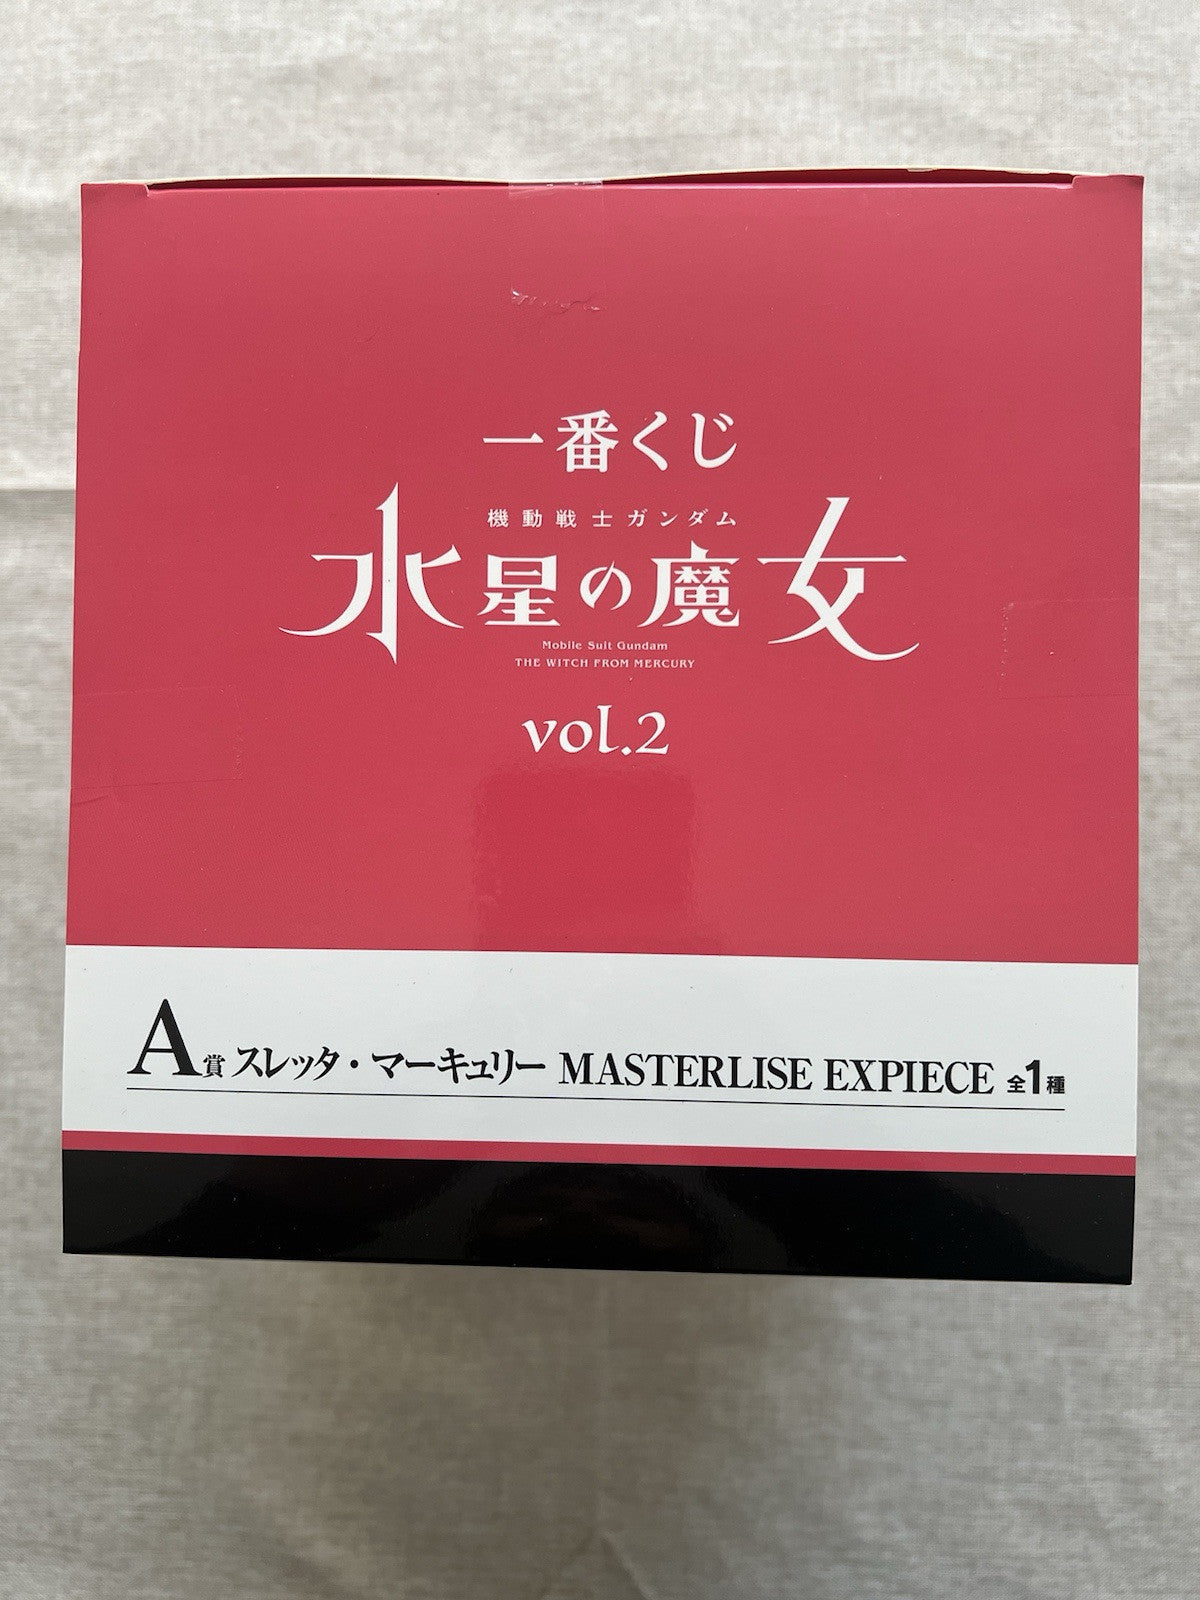 一番くじ
機動戦士ガンダム
水星の魔女
Mobile Suit Gundam
THE WITCH FROM MERCURY
vol.2
A賞 スレッタ・マーキュリー MASTERLISE EXPIECE 全1種